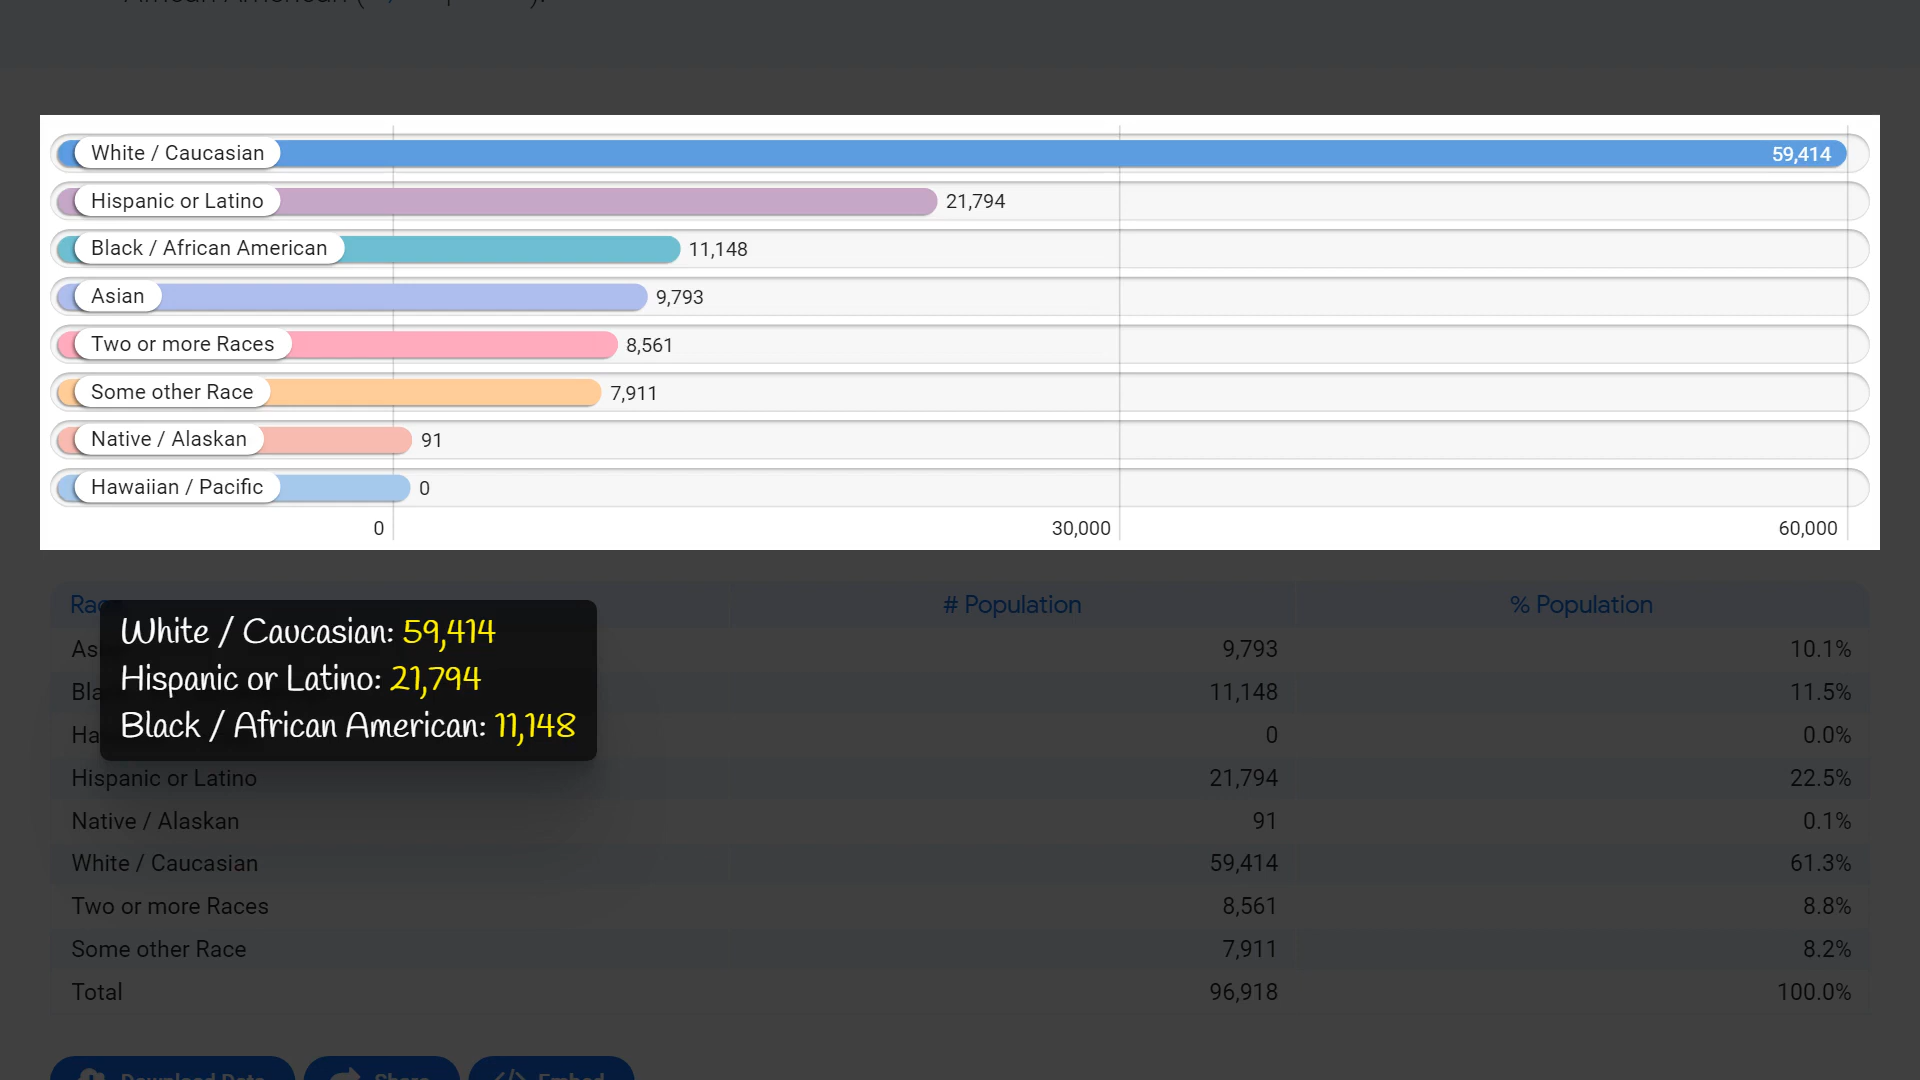 White / Caucasian 59,414
Hispanic or Latino 21,794
Black / African American 11,148
Asian 9,793
Two or more Races 8,561
Some other Race 7,911
Native / Alaskan 91
Hawaiian / Pacific 0
0 30,000 60,000
# Population % Population
White / Caucasian: 59,414
Hispanic or Latino: 21,794
Black / African American: 11,148
9,793 10.1%
11,148 11.5%
0 0.0%
Hispanic or Latino 21,794 22.5%
Native / Alaskan 91 0.1%
White / Caucasian 59,414 61.3%
Two or more Races 8,561 8.8%
Some other Race 7,911 8.2%
Total 96,918 100.0%
Download Data Share Embed